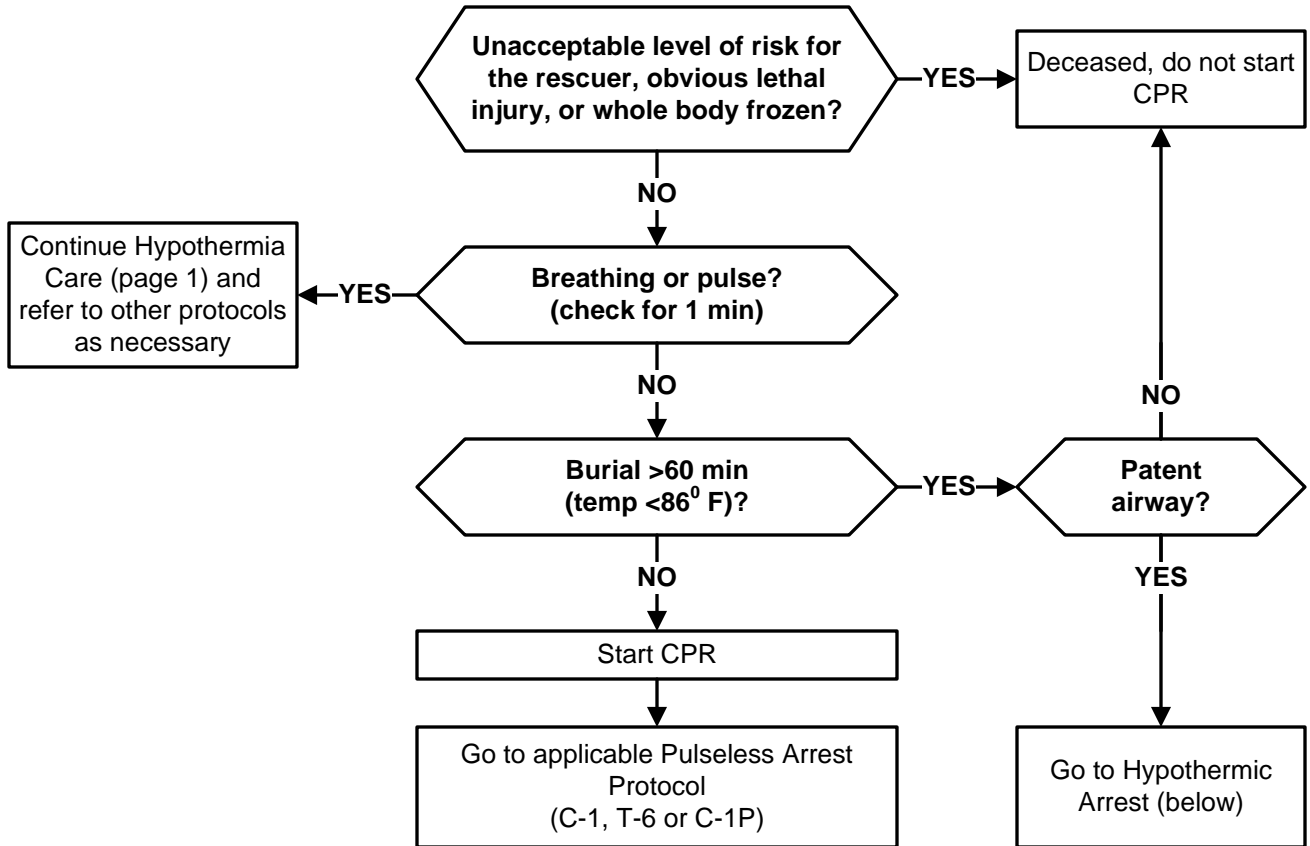 Unacceptable level of risk for
the rescuer, obvious lethal
injury, or whole body frozen?
YES
Deceased, do not start
CPR
NO
Continue Hypothermia
Care (page 1) and
refer to other protocols
as necessary
YES
Breathing or pulse?
(check for 1 min)
NO
NO
Burial >60 min
(temp <86⁰ F)?
YES
Patent
airway?
NO
YES
Start CPR
Go to applicable Pulseless Arrest
Protocol
(C-1, T-6 or C-1P)
Go to Hypothermic
Arrest (below)